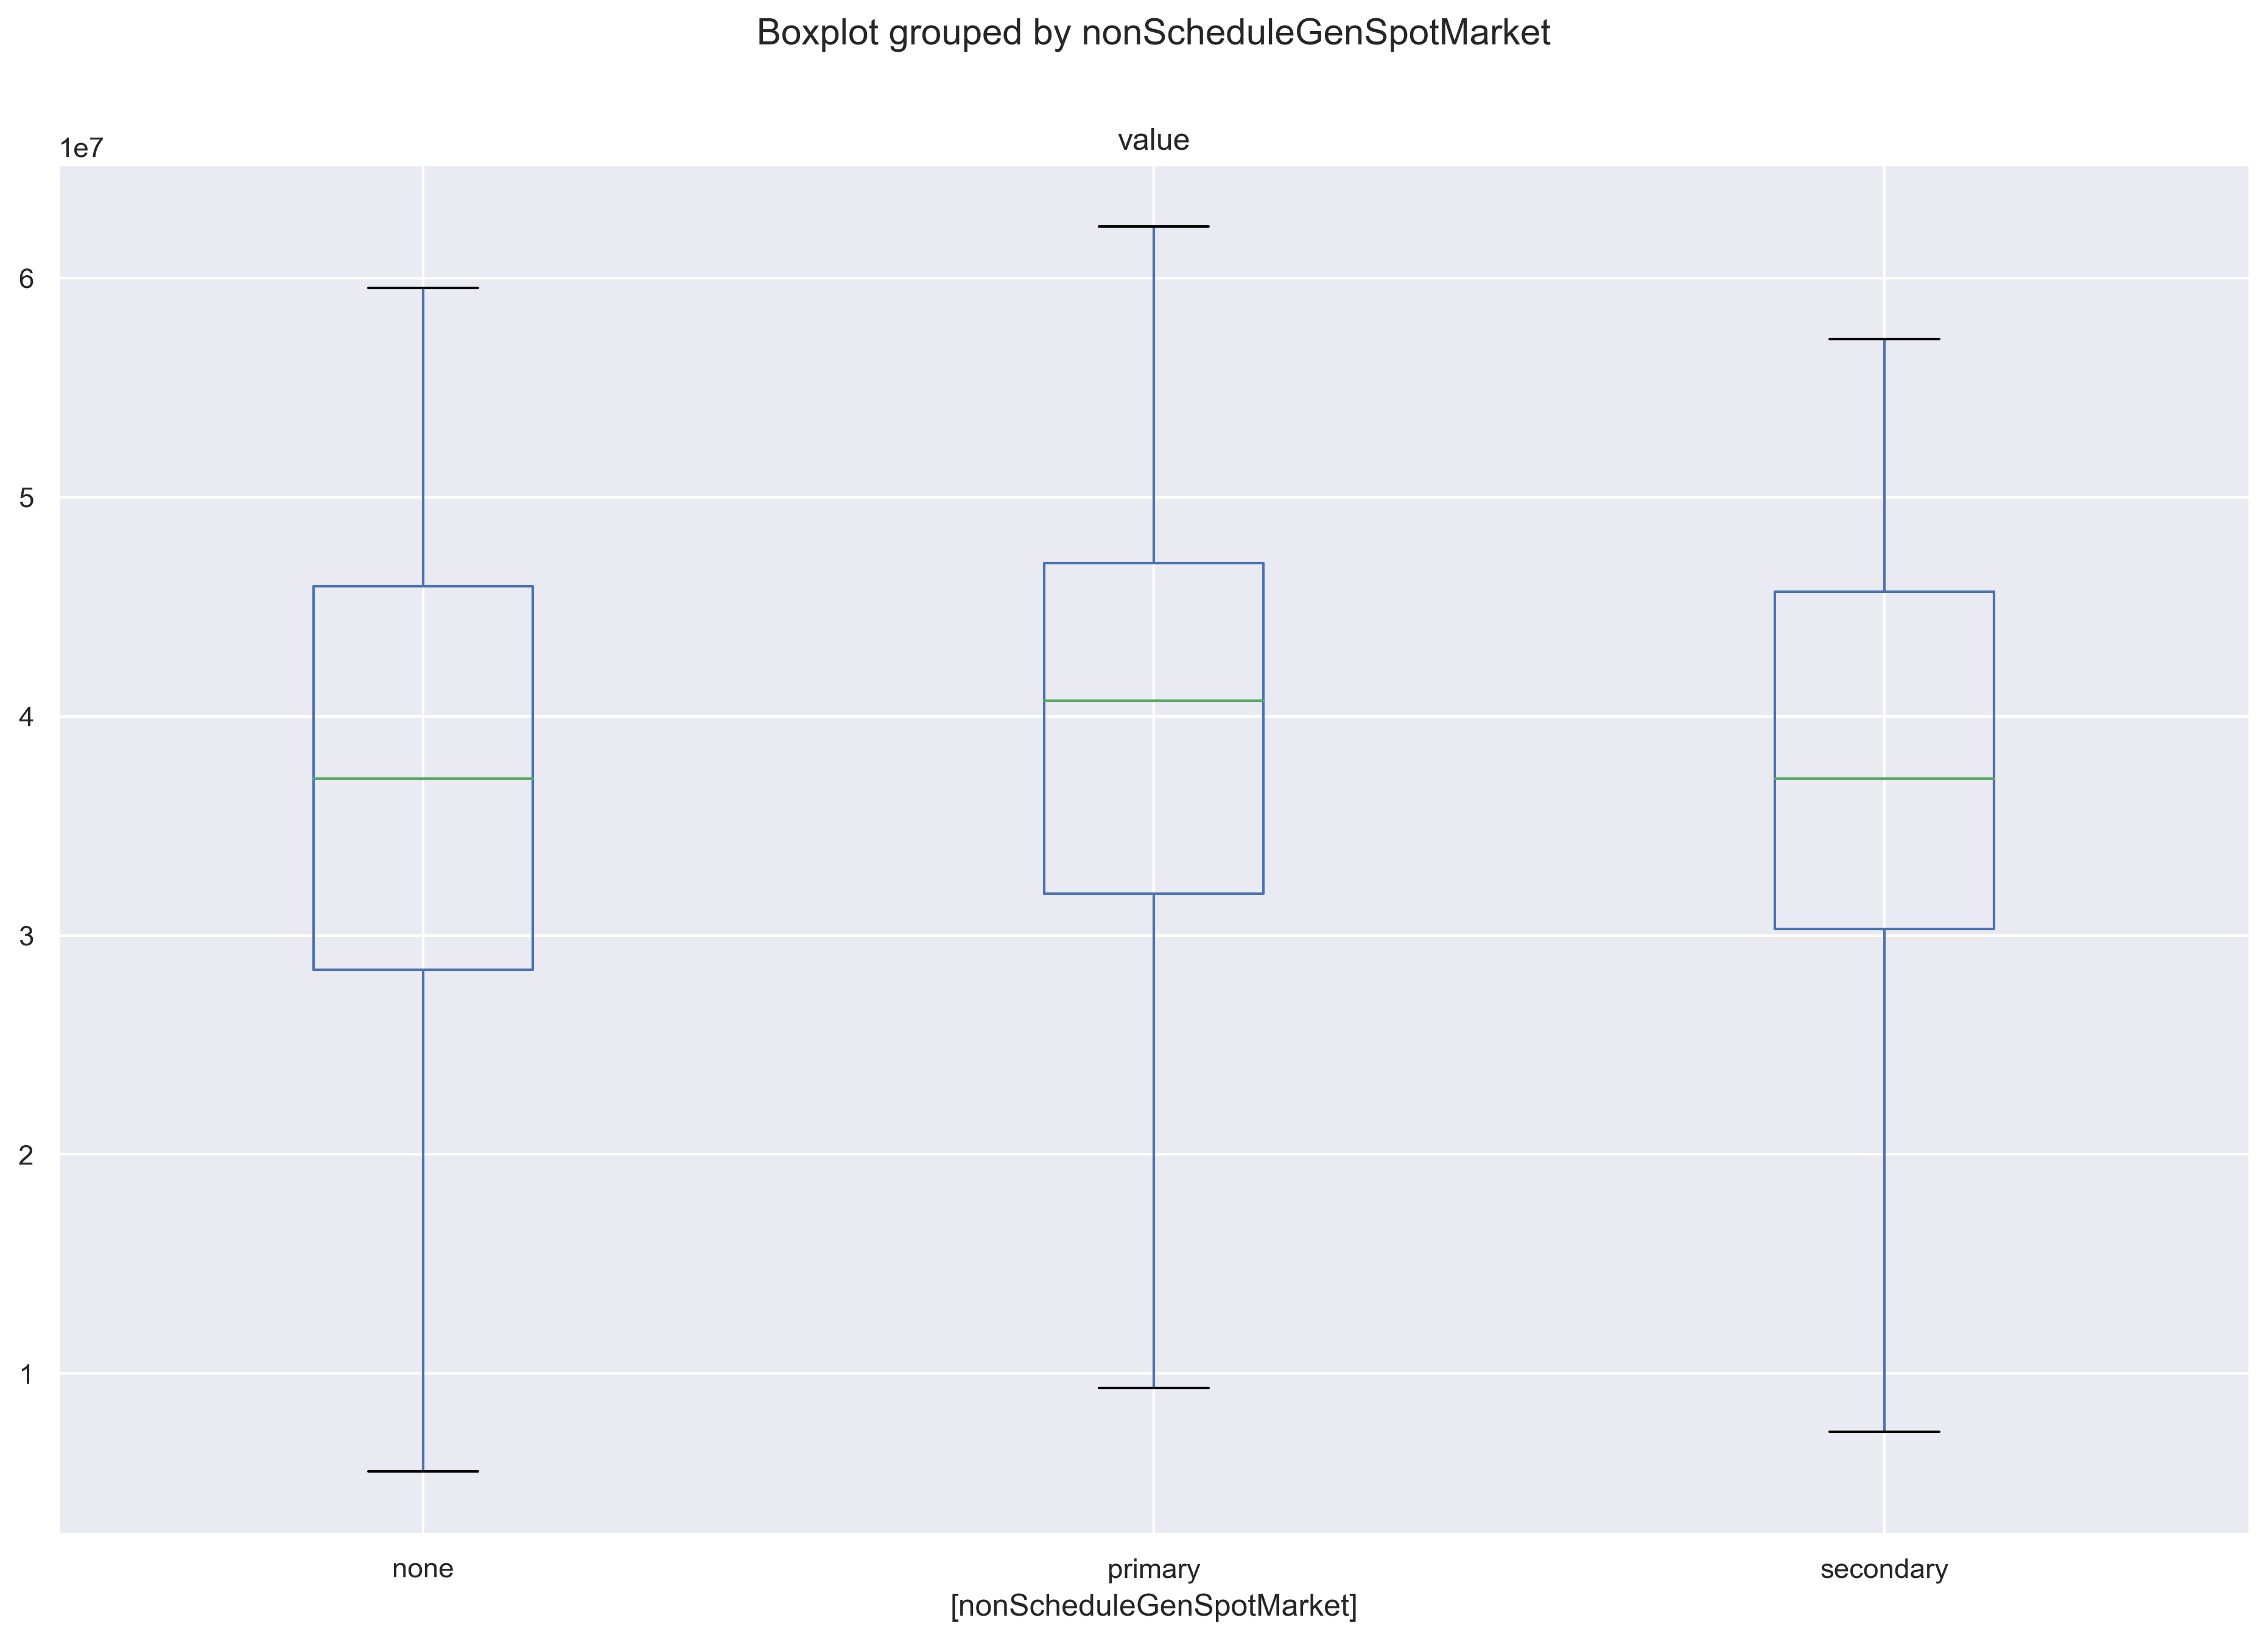 Boxplot grouped by nonScheduleGenSpotMarket
value
1e7
6
5
4
3
2
1
none primary secondary
[nonScheduleGenSpotMarket]